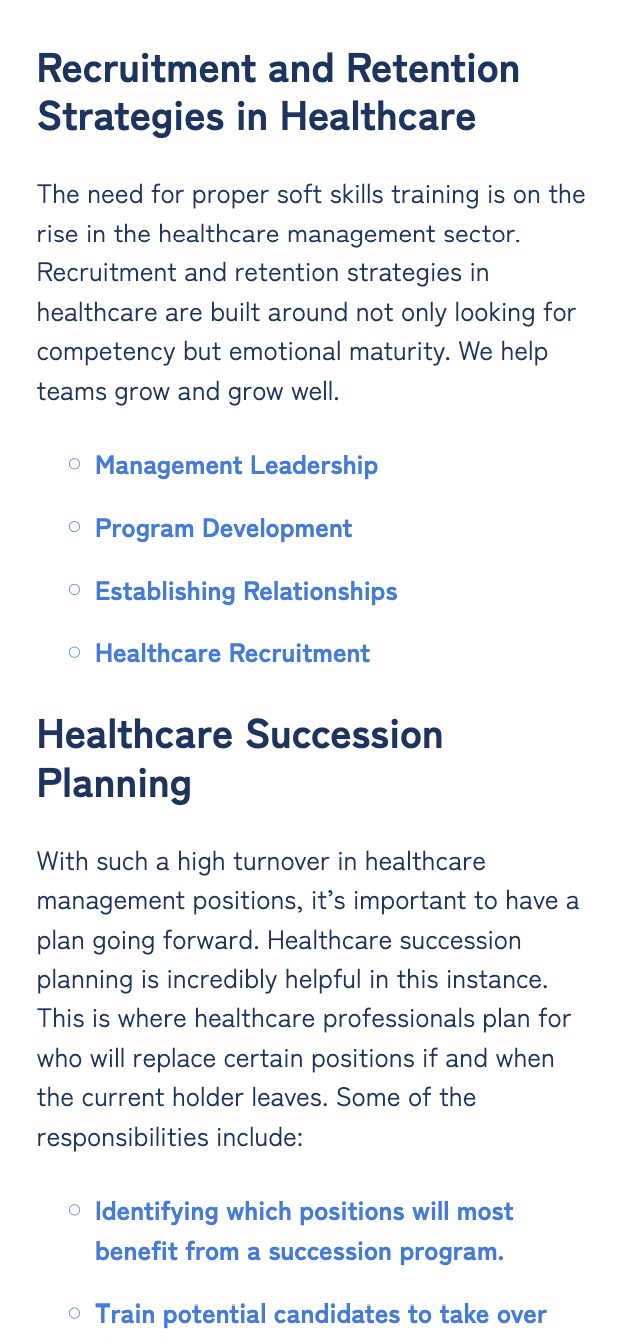 Recruitment and Retention
Strategies in Healthcare
The need for proper soft skills training is on the
rise in the healthcare management sector.
Recruitment and retention strategies in
healthcare are built around not only looking for
competency but emotional maturity. We help
teams grow and grow well.
Management Leadership
Program Development
Establishing Relationships
Healthcare Recruitment
Healthcare Succession
Planning
With such a high turnover in healthcare
management positions, it’s important to have a
plan going forward. Healthcare succession
planning is incredibly helpful in this instance.
This is where healthcare professionals plan for
who will replace certain positions if and when
the current holder leaves. Some of the
responsibilities include:
Identifying which positions will most
benefit from a succession program.
Train potential candidates to take over